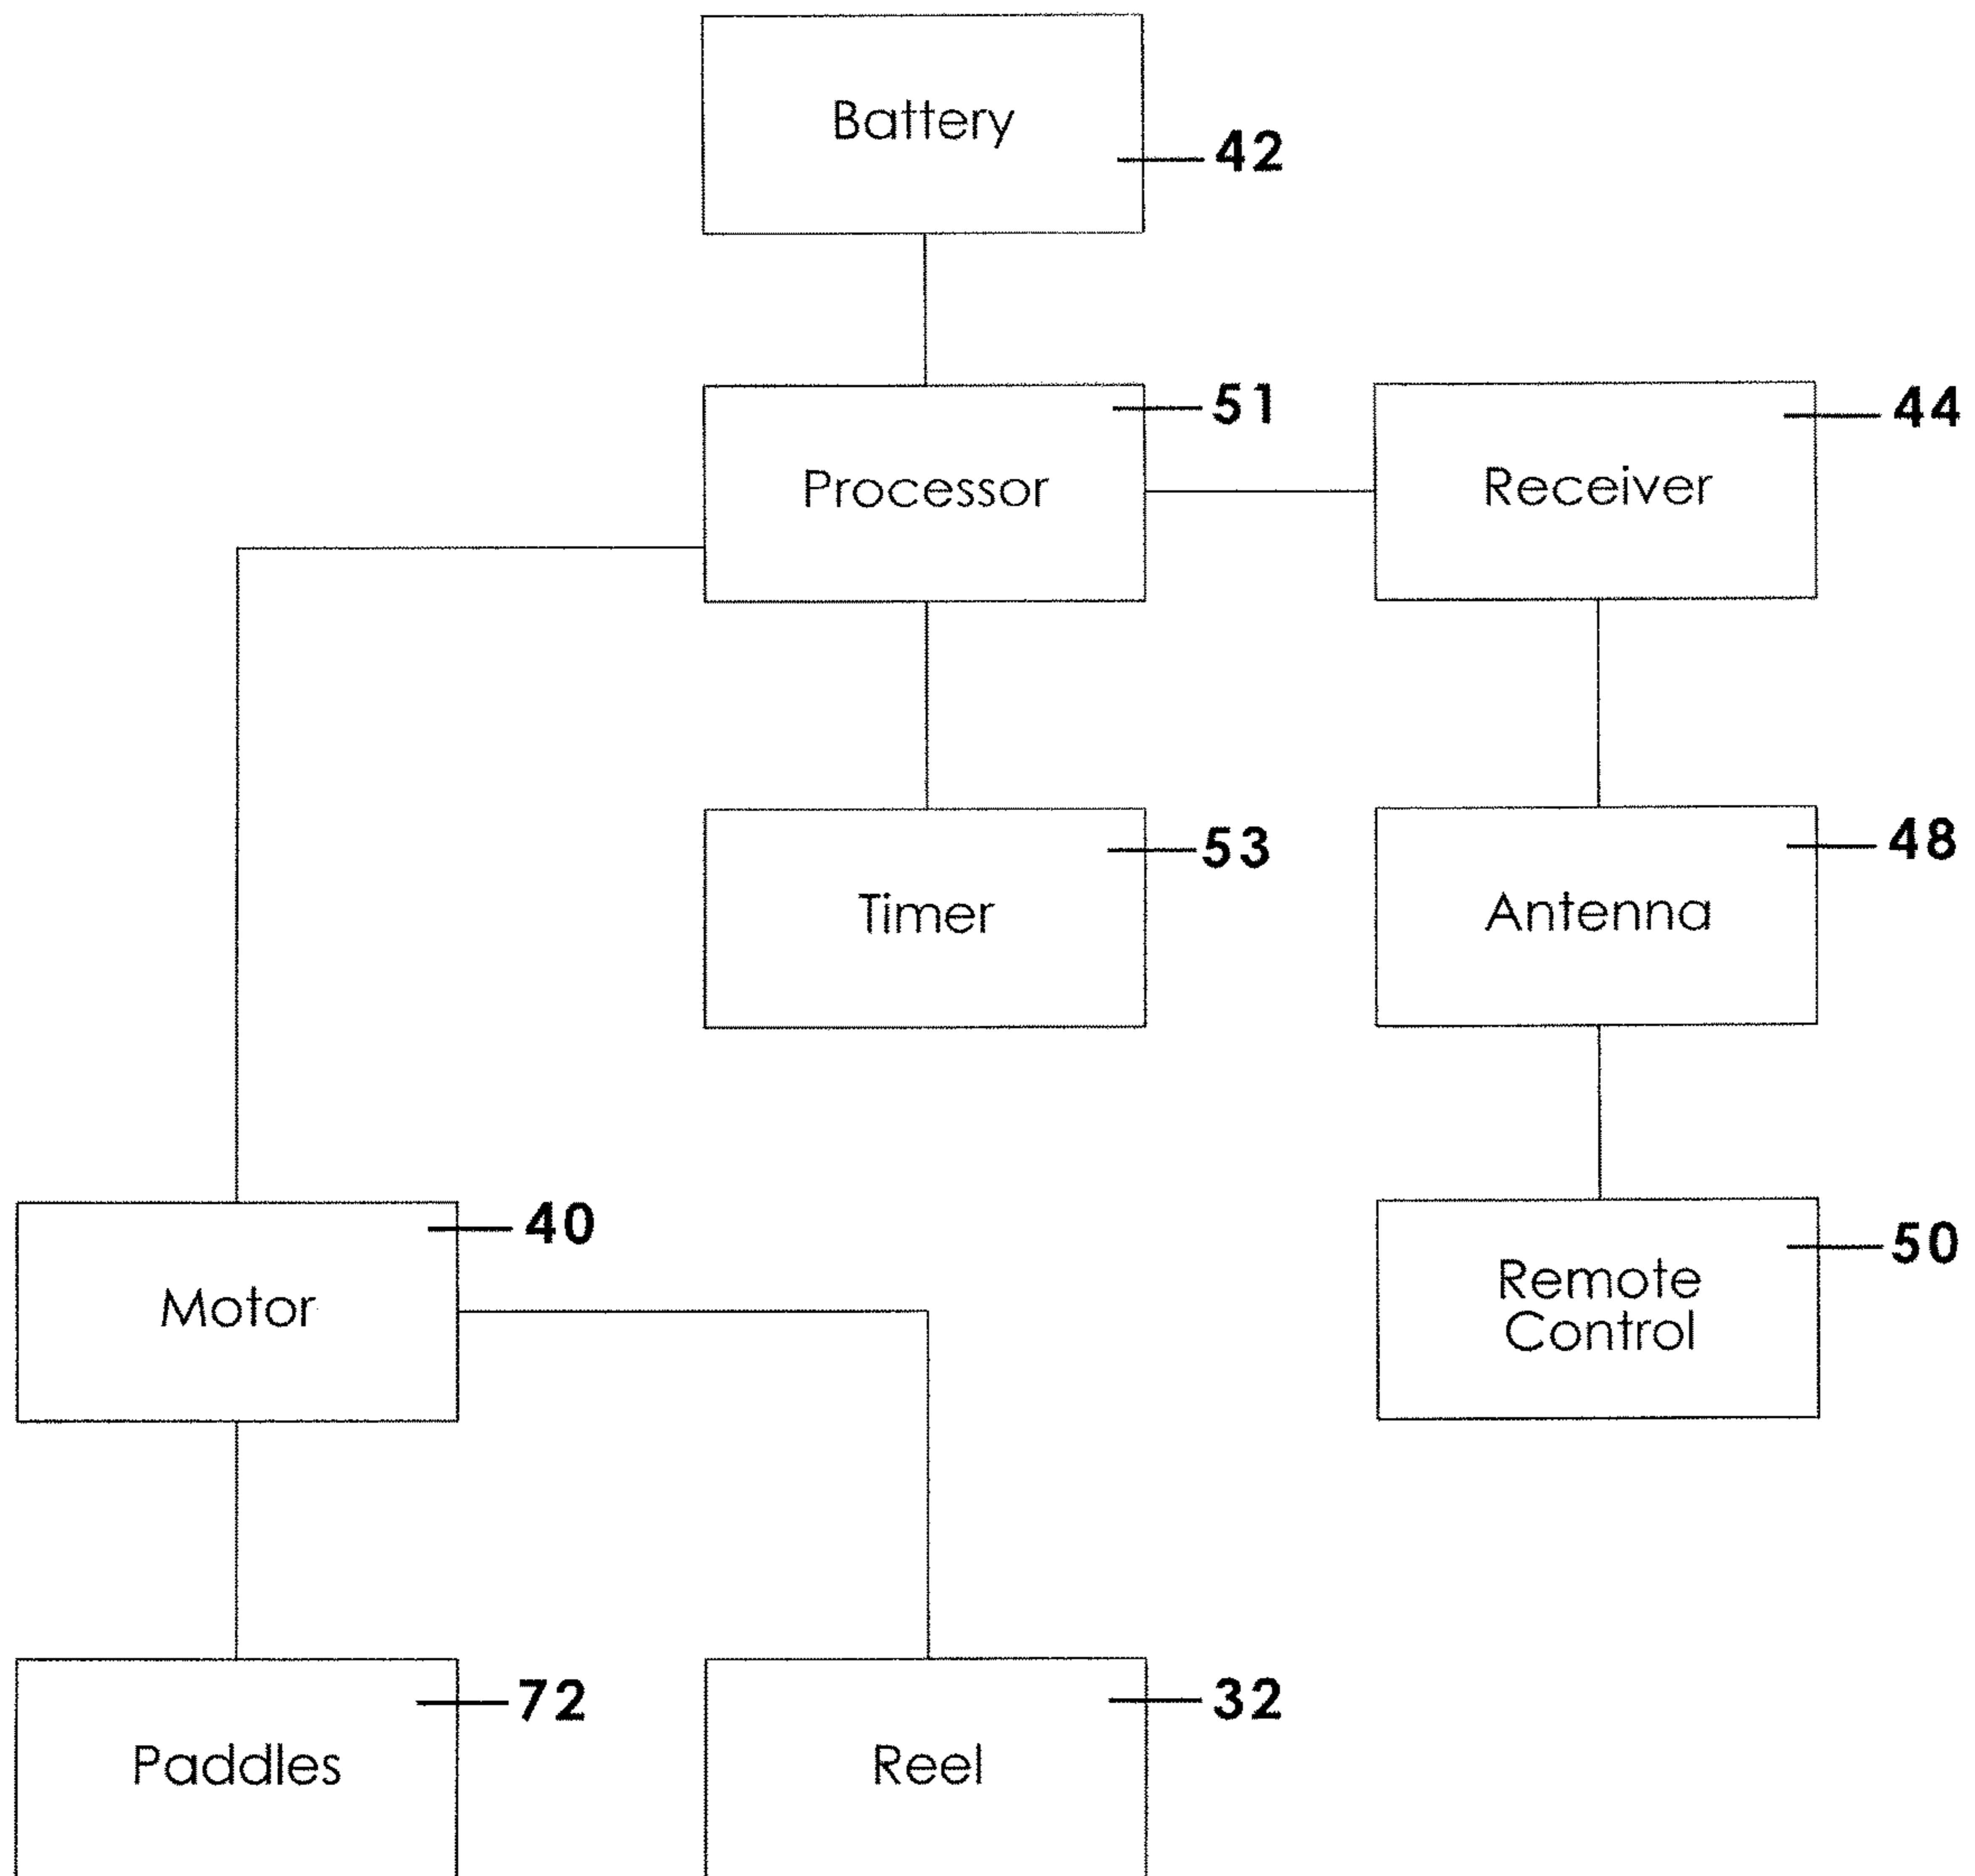 Battery
42
Processor
51
Receiver
44
Timer
53
Antenna
48
Motor
40
Remote
Control
50
Paddles
72
Reel
32